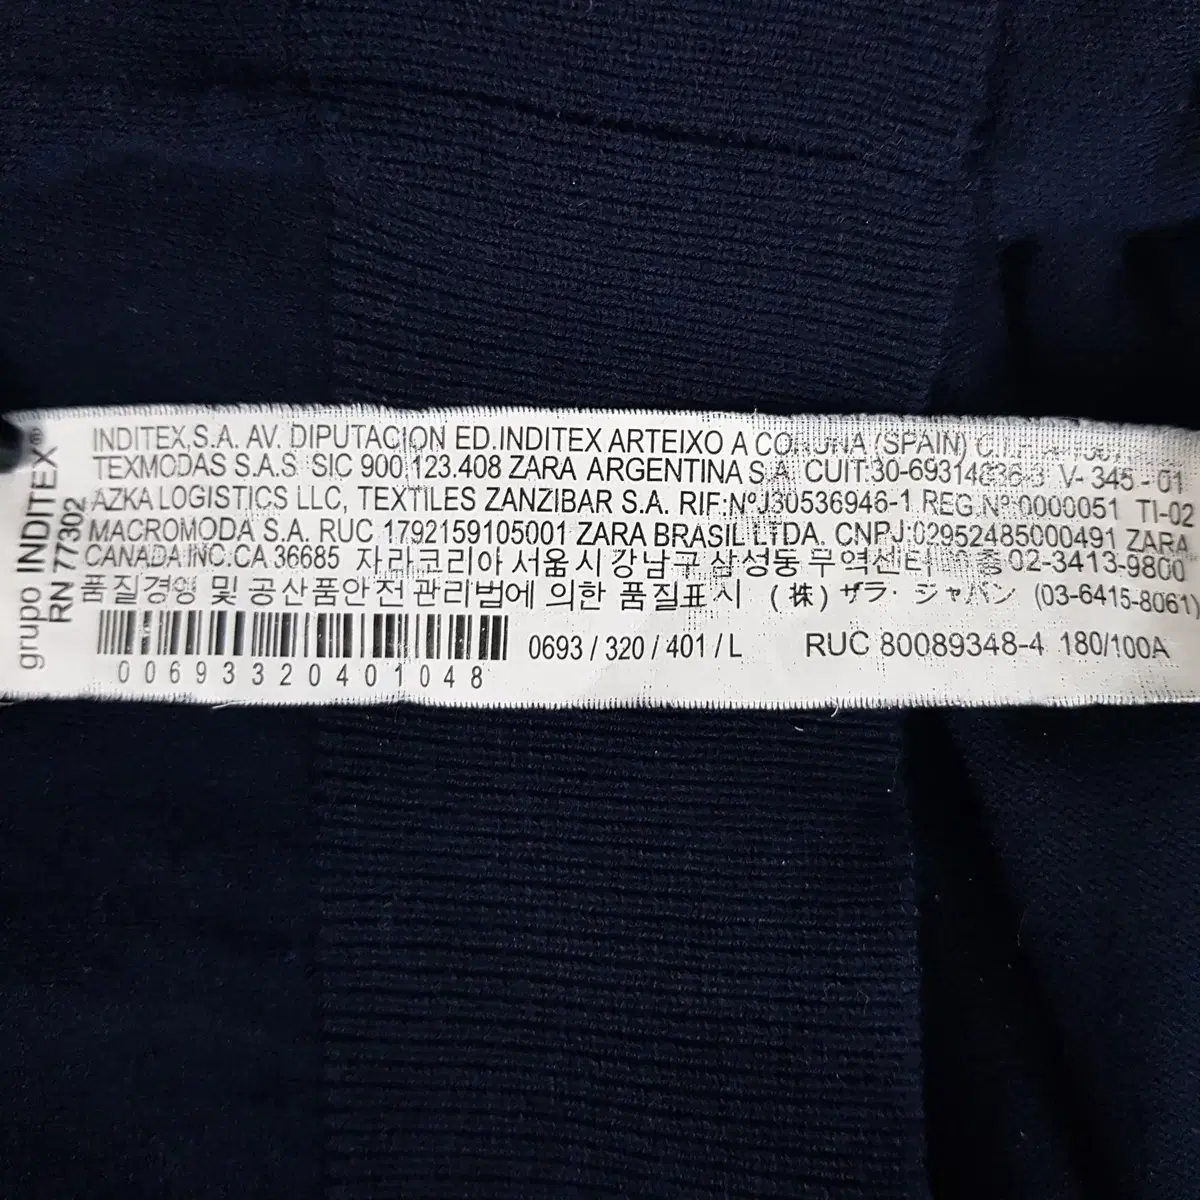 grupo INDITEX®
RN 77302
INDITEX,S.A. AV. DIPUTACION ED.INDITEX ARTEIXO A CORUNA (SPAIN)
TEXMODAS S.A.S SIC 900.123.408 ZARA ARGENTINA S.A. CUIT:30-69314636-3 V- 345 - 01
AZKA LOGISTICS LLC, TEXTILES ZANZIBAR S.A. RIF:NºJ30536946-1 REG.Nº:0000051 TI-02
MACROMODA S.A. RUC 1792159105001 ZARA BRASIL LTDA. CNPJ:02952485000491 ZARA
CANADA INC.CA 36685 자라코리아 서울시 강남구 삼성동 무역센터 02-3413-9800
품질경영 및 공산품안전 관리법에 의한 품질표시 (株) ザラ・ジャパン (03-6415-8061)
0693 / 320 / 401 / L RUC 80089348-4 180/100A
00693320401048